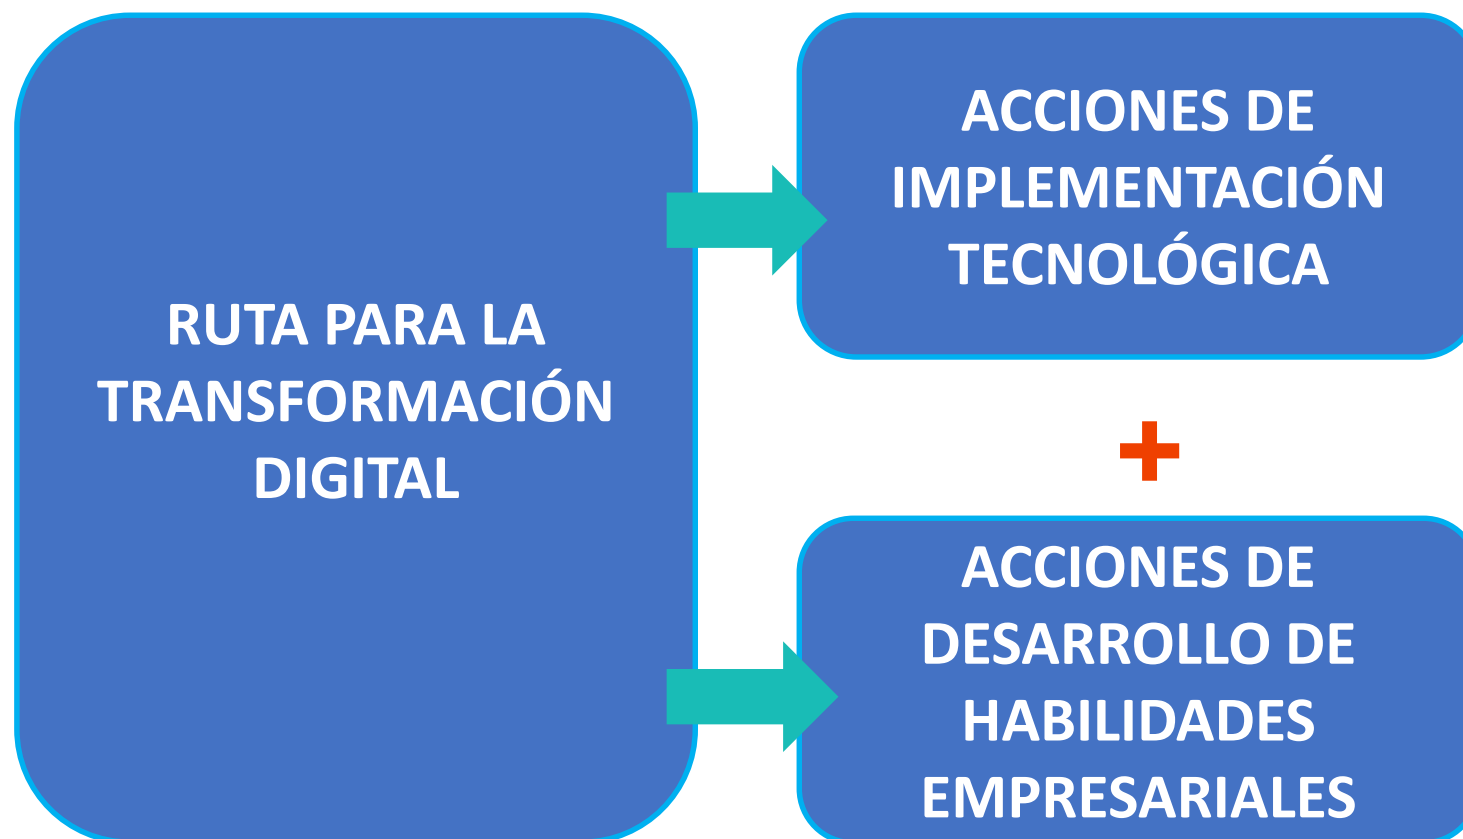 RUTA PARA LA
TRANSFORMACIÓN
DIGITAL
ACCIONES DE
IMPLEMENTACIÓN
TECNOLÓGICA
+
ACCIONES DE
DESARROLLO DE
HABILIDADES
EMPRESARIALES